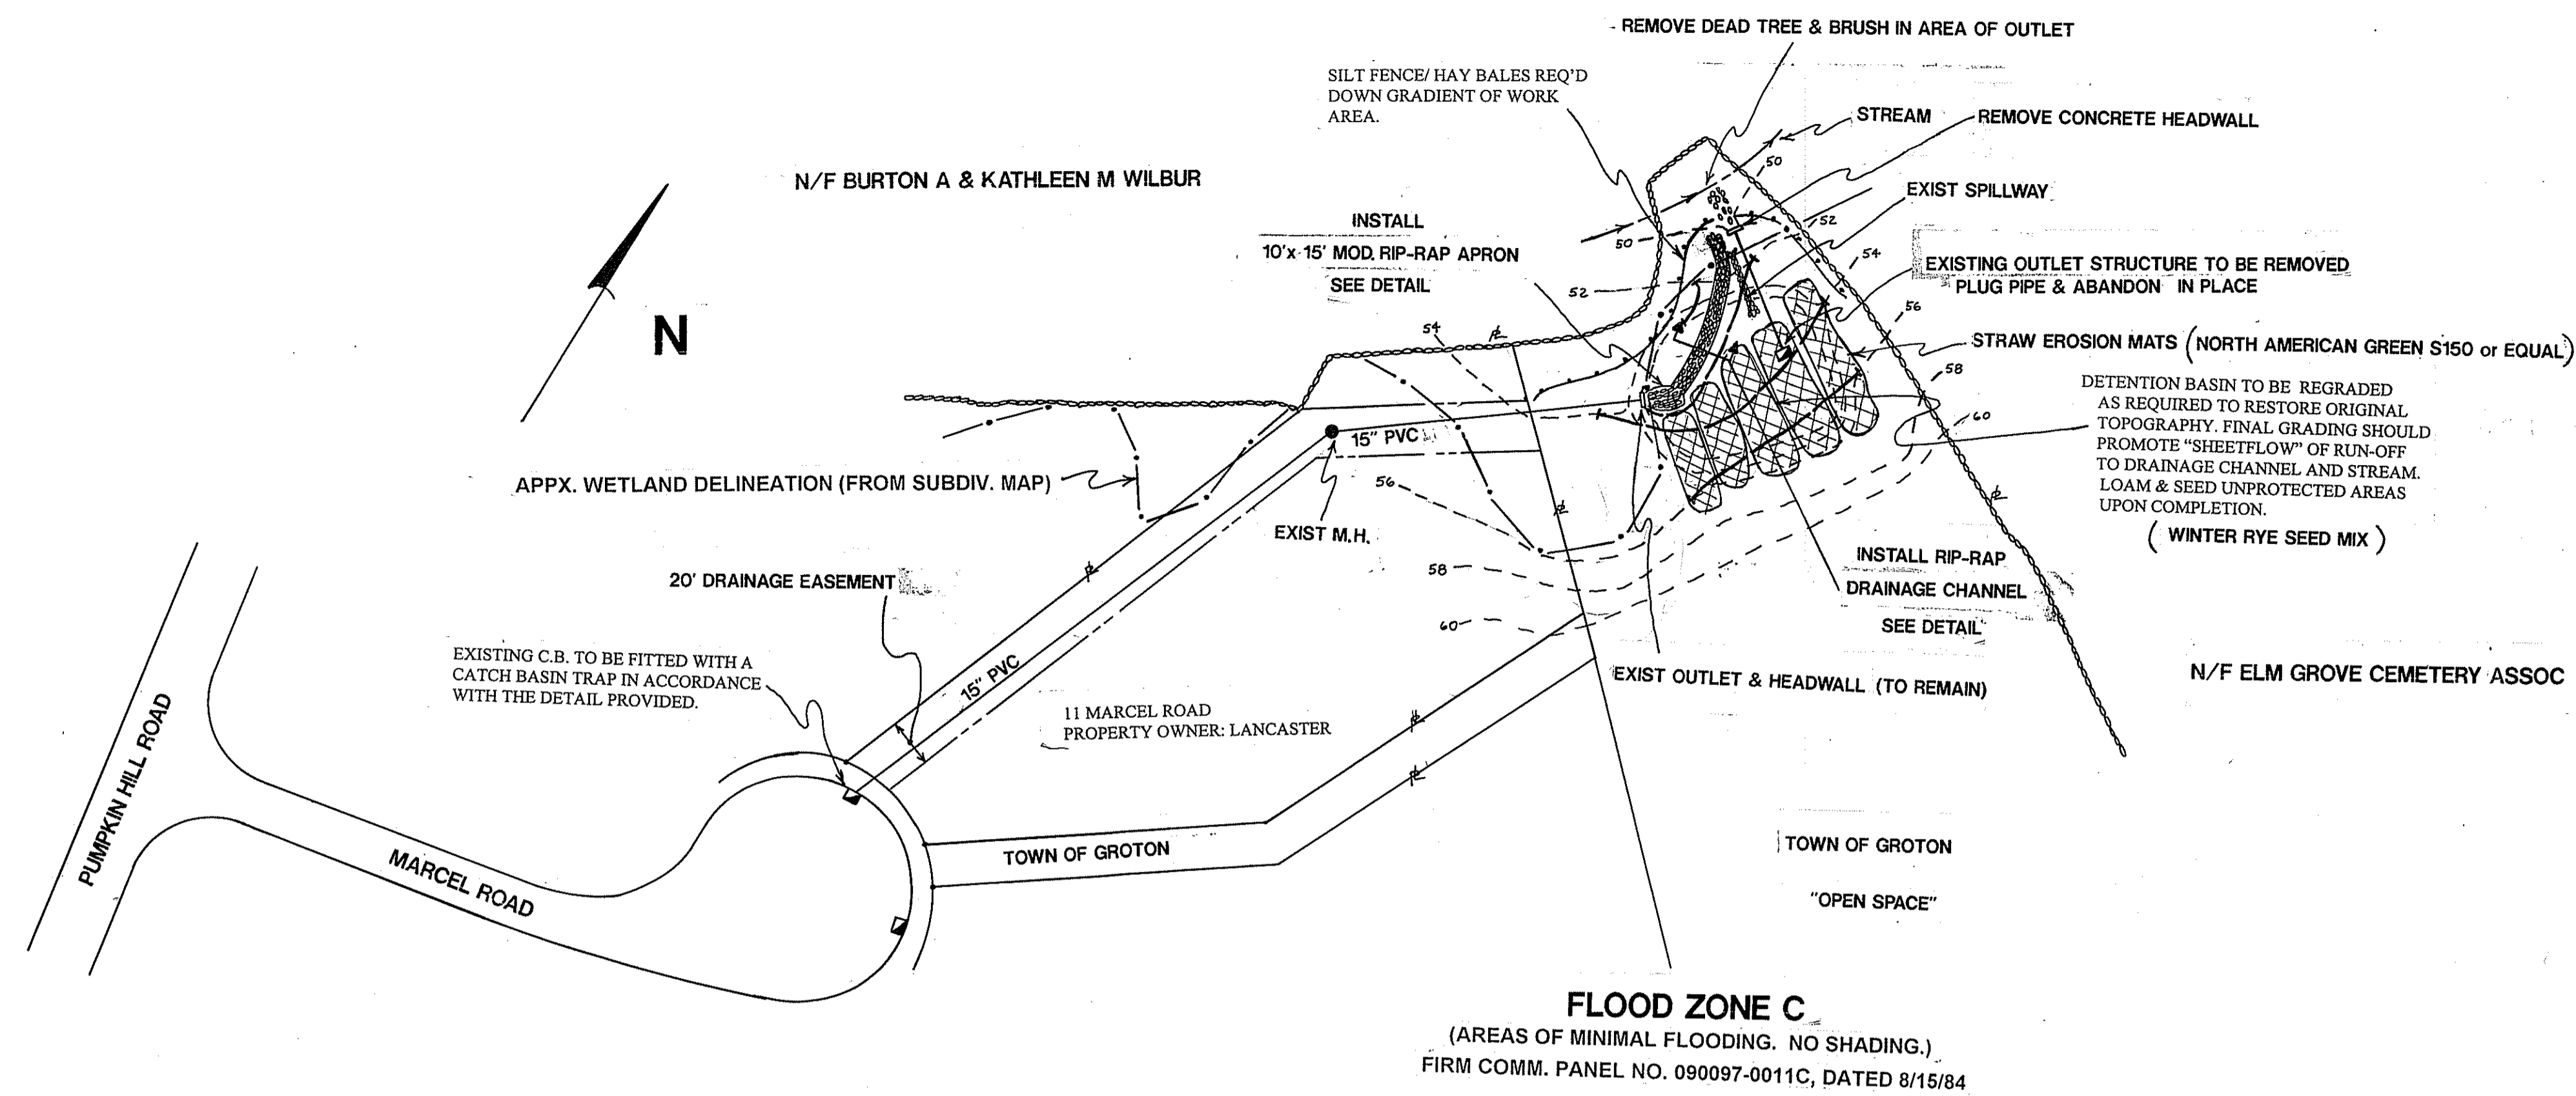 - REMOVE DEAD TREE & BRUSH IN AREA OF OUTLET
SILT FENCE/ HAY BALES REQ'D
DOWN GRADIENT OF WORK
AREA.
STREAM
REMOVE CONCRETE HEADWALL
50
N/F BURTON A & KATHLEEN M WILBUR
EXIST SPILLWAY
INSTALL
10'x 15' MOD. RIP-RAP APRON
SEE DETAIL
50
52
54
52
EXISTING OUTLET STRUCTURE TO BE REMOVED
PLUG PIPE & ABANDON IN PLACE
56
54
N
STRAW EROSION MATS (NORTH AMERICAN GREEN S150 or EQUAL)
58
DETENTION BASIN TO BE REGRADED
AS REQUIRED TO RESTORE ORIGINAL
TOPOGRAPHY. FINAL GRADING SHOULD
PROMOTE "SHEETFLOW" OF RUN-OFF
TO DRAINAGE CHANNEL AND STREAM.
LOAM & SEED UNPROTECTED AREAS
UPON COMPLETION.
(WINTER RYE SEED MIX)
60
15" PVC
APPX. WETLAND DELINEATION (FROM SUBDIV. MAP)
56
EXIST M.H.
58
60
INSTALL RIP-RAP
DRAINAGE CHANNEL
SEE DETAIL
20' DRAINAGE EASEMENT
EXISTING C.B. TO BE FITTED WITH A
CATCH BASIN TRAP IN ACCORDANCE
WITH THE DETAIL PROVIDED.
15" PVC
EXIST OUTLET & HEADWALL (TO REMAIN)
N/F ELM GROVE CEMETERY ASSOC
11 MARCEL ROAD
PROPERTY OWNER: LANCASTER
PUMPKIN HILL ROAD
MARCEL ROAD
TOWN OF GROTON
TOWN OF GROTON
"OPEN SPACE"
FLOOD ZONE C
(AREAS OF MINIMAL FLOODING. NO SHADING.)
FIRM COMM. PANEL NO. 090097-0011C, DATED 8/15/84